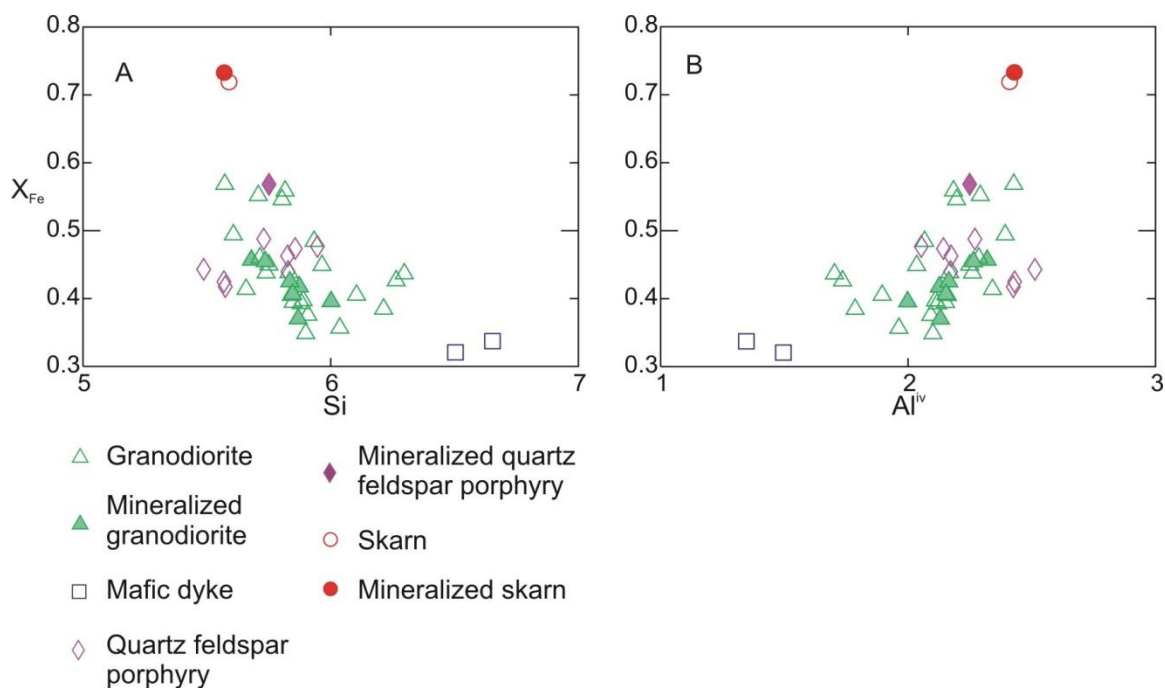 0.8
0.7
0.6
0.5
0.4
0.3
X Fe
A
5
6
7
Si
0.8
0.7
0.6
0.5
0.4
0.3
B
1
2
3
Al iv
Granodiorite
Mineralized
granodiorite
Mafic dyke
Quartz feldspar
porphyry
Mineralized quartz
feldspar porphyry
Skarn
Mineralized skarn